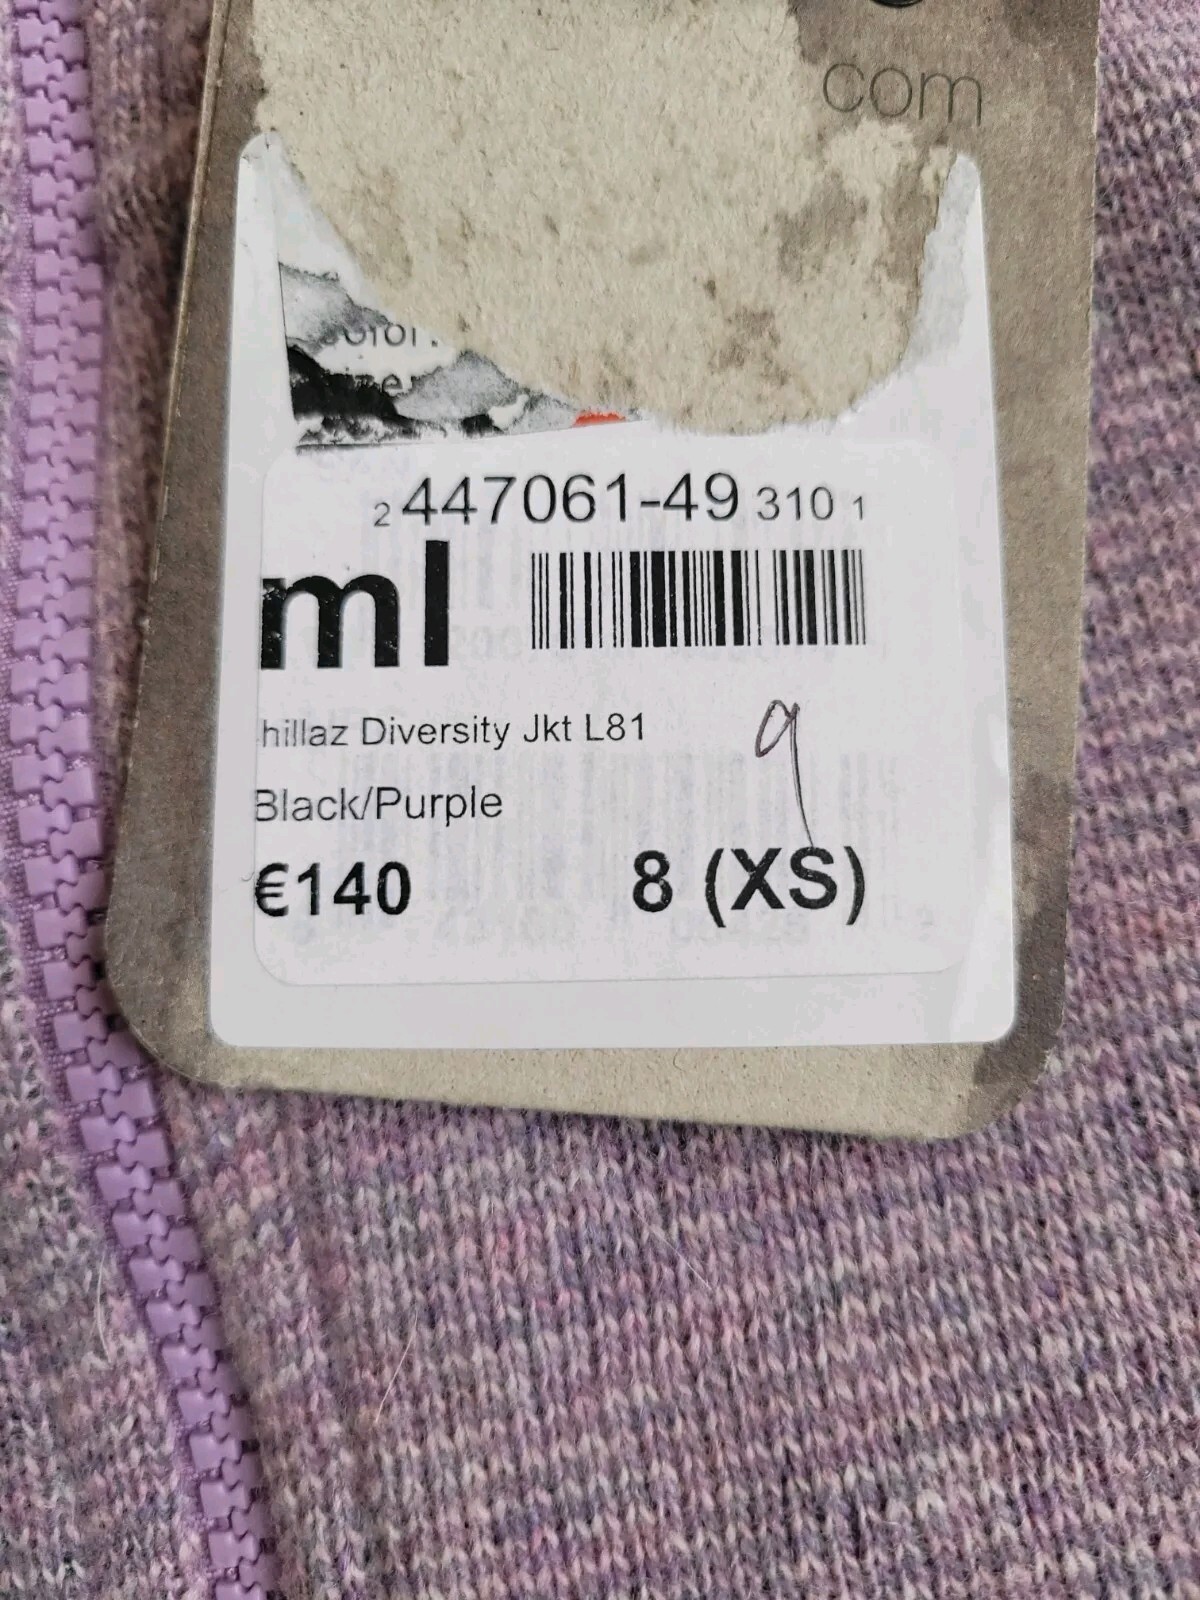 com
2 447061-49 310 1
ml
hillaz Diversity Jkt L81
9
Black/Purple
€140 8 (XS)